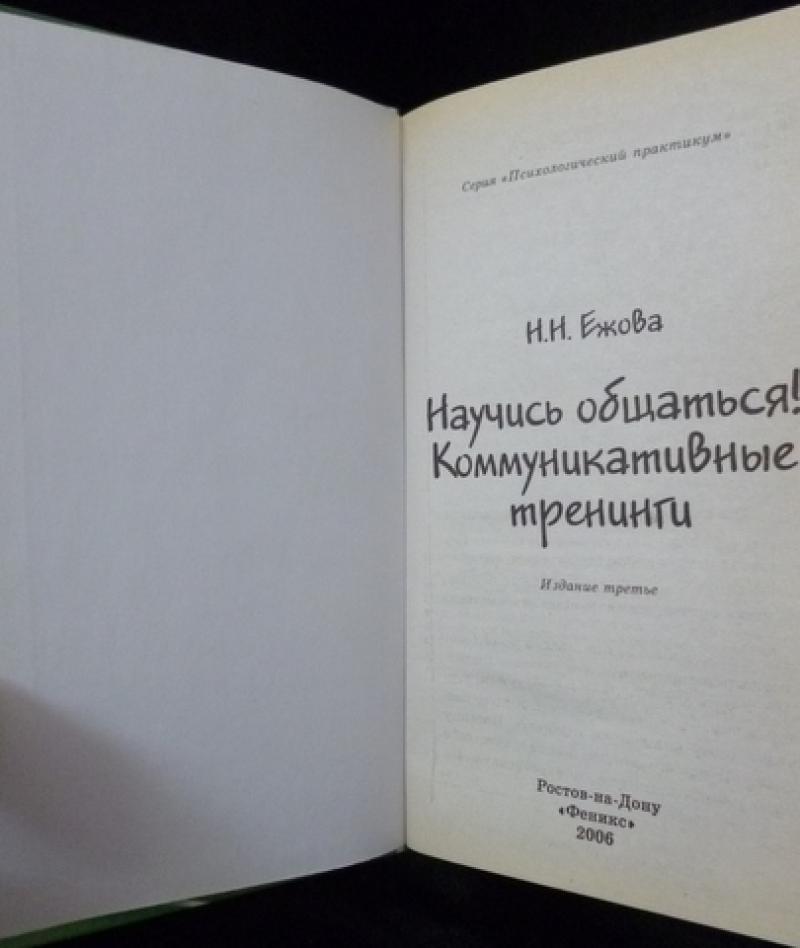 Серия «Психологический практикум»
Н.Н. Ежова
Научись общаться!
Коммуникативные
тренинги
Издание третье
Ростов-на-Дону
«Феникс»
2006